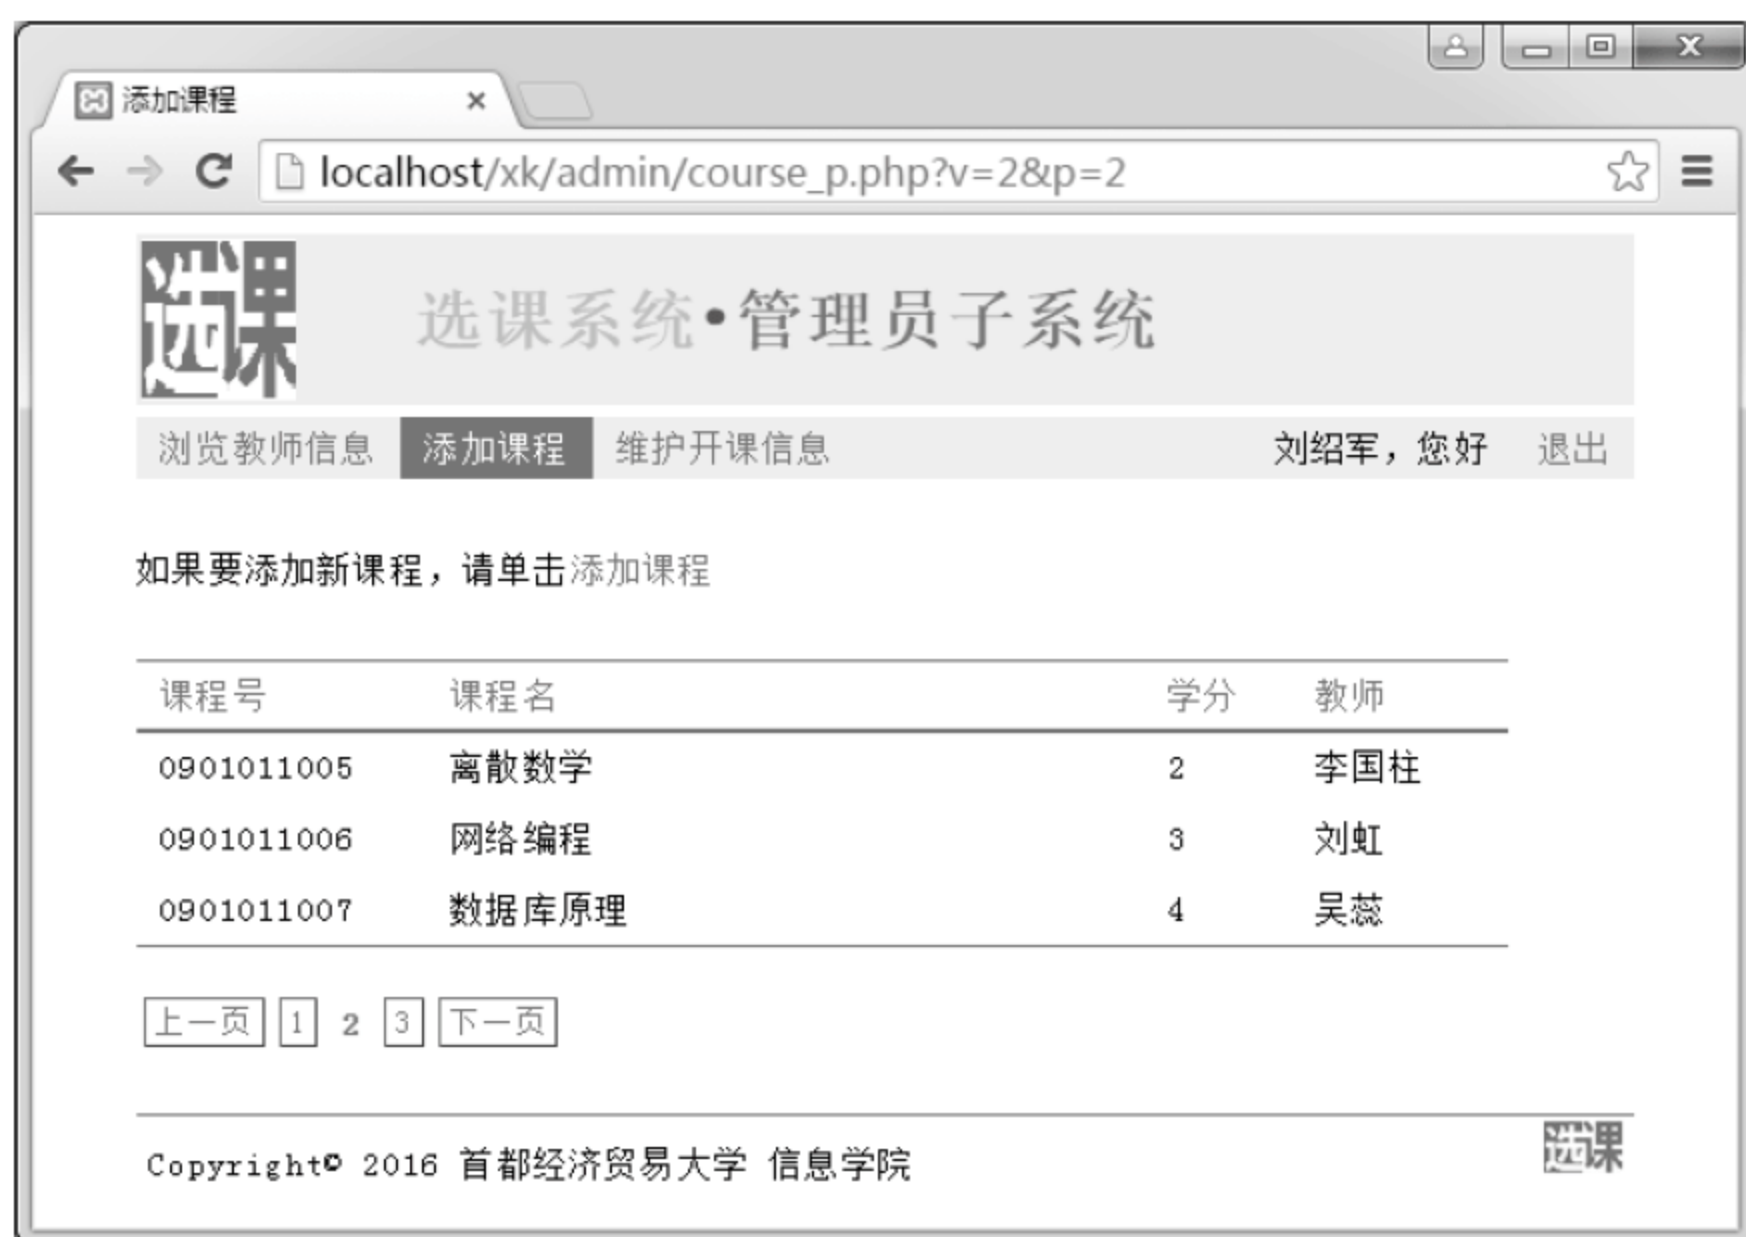 添加课程
localhost/xk/admin/course_p.php?v=2&p=2
选课 选课系统•管理员子系统
浏览教师信息 添加课程 维护开课信息 刘绍军，您好 退出
如果要添加新课程，请单击添加课程
课程号 课程名 学分 教师
0901011005 离散数学 2 李国柱
0901011006 网络编程 3 刘虹
0901011007 数据库原理 4 吴蕊
上一页 1 2 3 下一页
Copyright© 2016 首都经济贸易大学 信息学院 选课